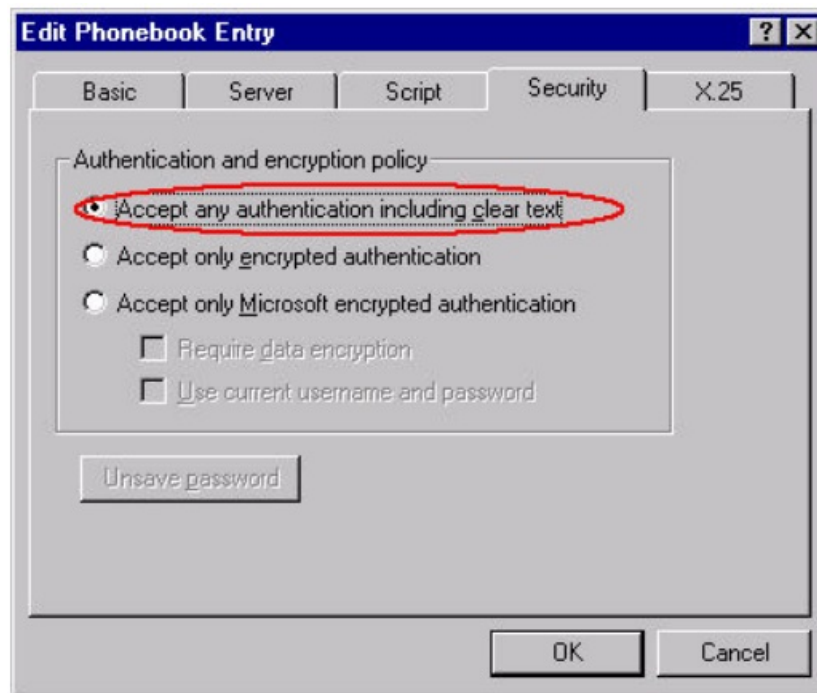 Edit Phonebook Entry
Basic Server Script Security X.25
Authentication and encryption policy
Accept any authentication including clear text
Accept only encrypted authentication
Accept only Microsoft encrypted authentication
Require data encryption
Use current username and password
Unsave password
OK Cancel